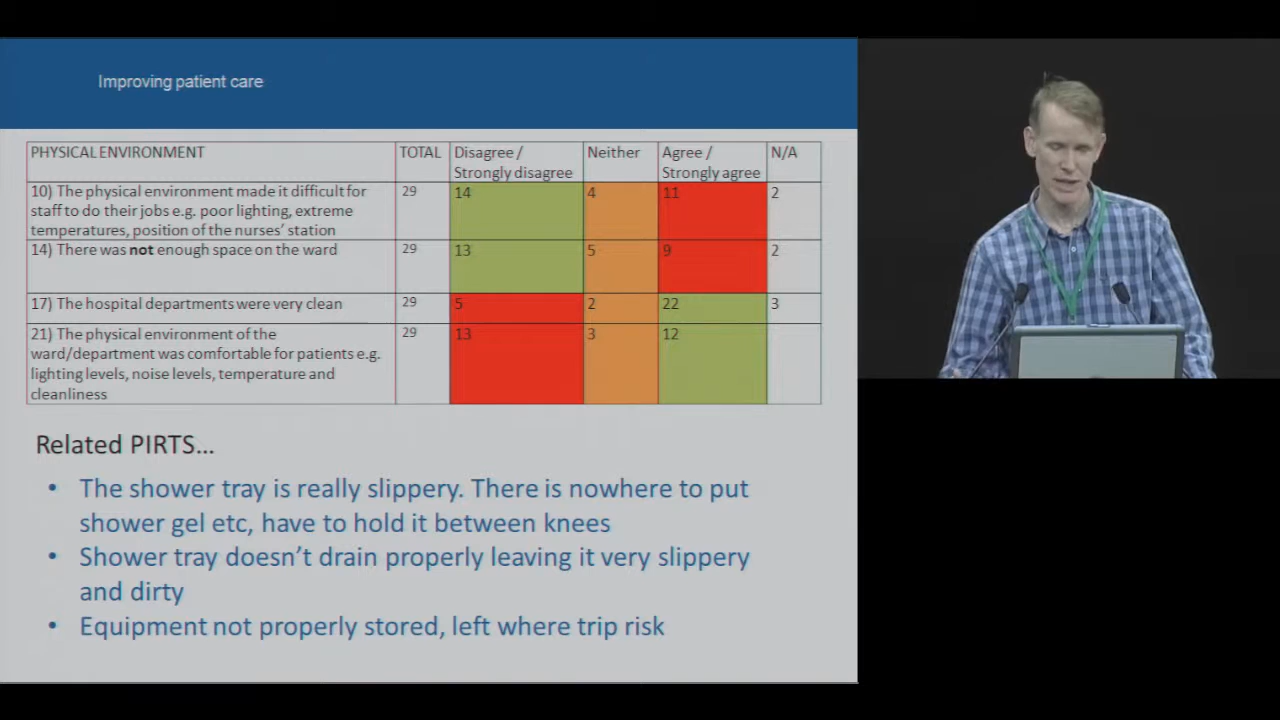 Improving patient care
PHYSICAL ENVIRONMENT TOTAL Disagree / Neither Agree / N/A
Strongly disagree Strongly agree
10) The physical environment made it difficult for 29 14 4 11 2
staff to do their jobs e.g. poor lighting, extreme
temperatures, position of the nurses' station
14) There was not enough space on the ward 29 13 5 9 2
17) The hospital departments were very clean 29 5 2 22 3
21) The physical environment of the 29 13 3 12
ward/department was comfortable for patients e.g.
lighting levels, noise levels, temperature and
cleanliness
Related PIRTS...
• The shower tray is really slippery. There is nowhere to put
shower gel etc, have to hold it between knees
• Shower tray doesn't drain properly leaving it very slippery
and dirty
• Equipment not properly stored, left where trip risk